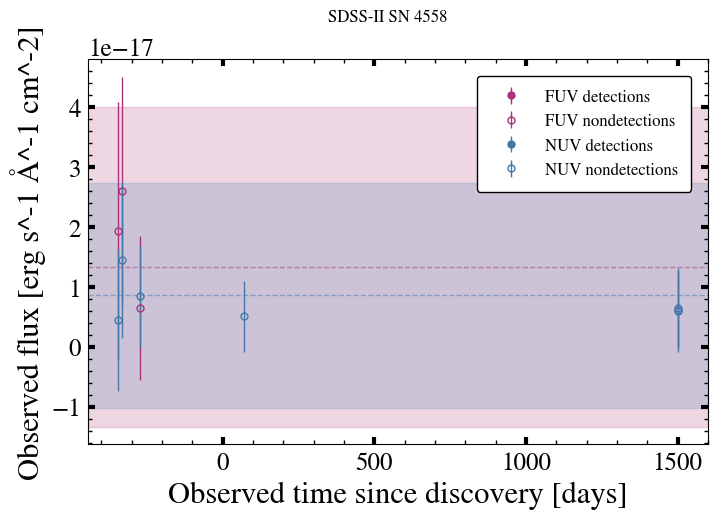 SDSS-II SN 4558
1e−17
FUV detections
FUV nondetections
NUV detections
NUV nondetections
4
3
2
1
0
−1
Observed flux [erg s^-1 Å^-1 cm^-2]
0 500 1000 1500
Observed time since discovery [days]